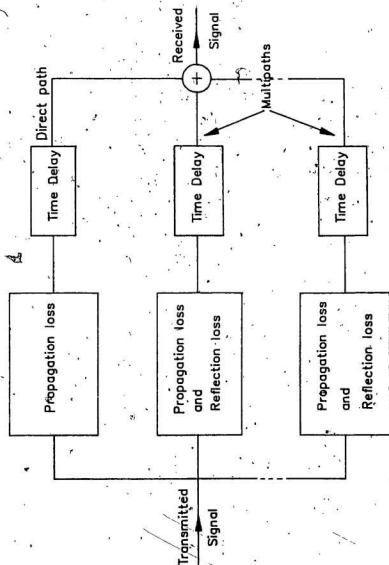 Transmitted
Signal
Propagation loss
Time Delay
Direct path
Propagation loss
and
Reflection loss
Time Delay
Multipaths
Propagation loss
and
Reflection loss
Time Delay
Received
Signal